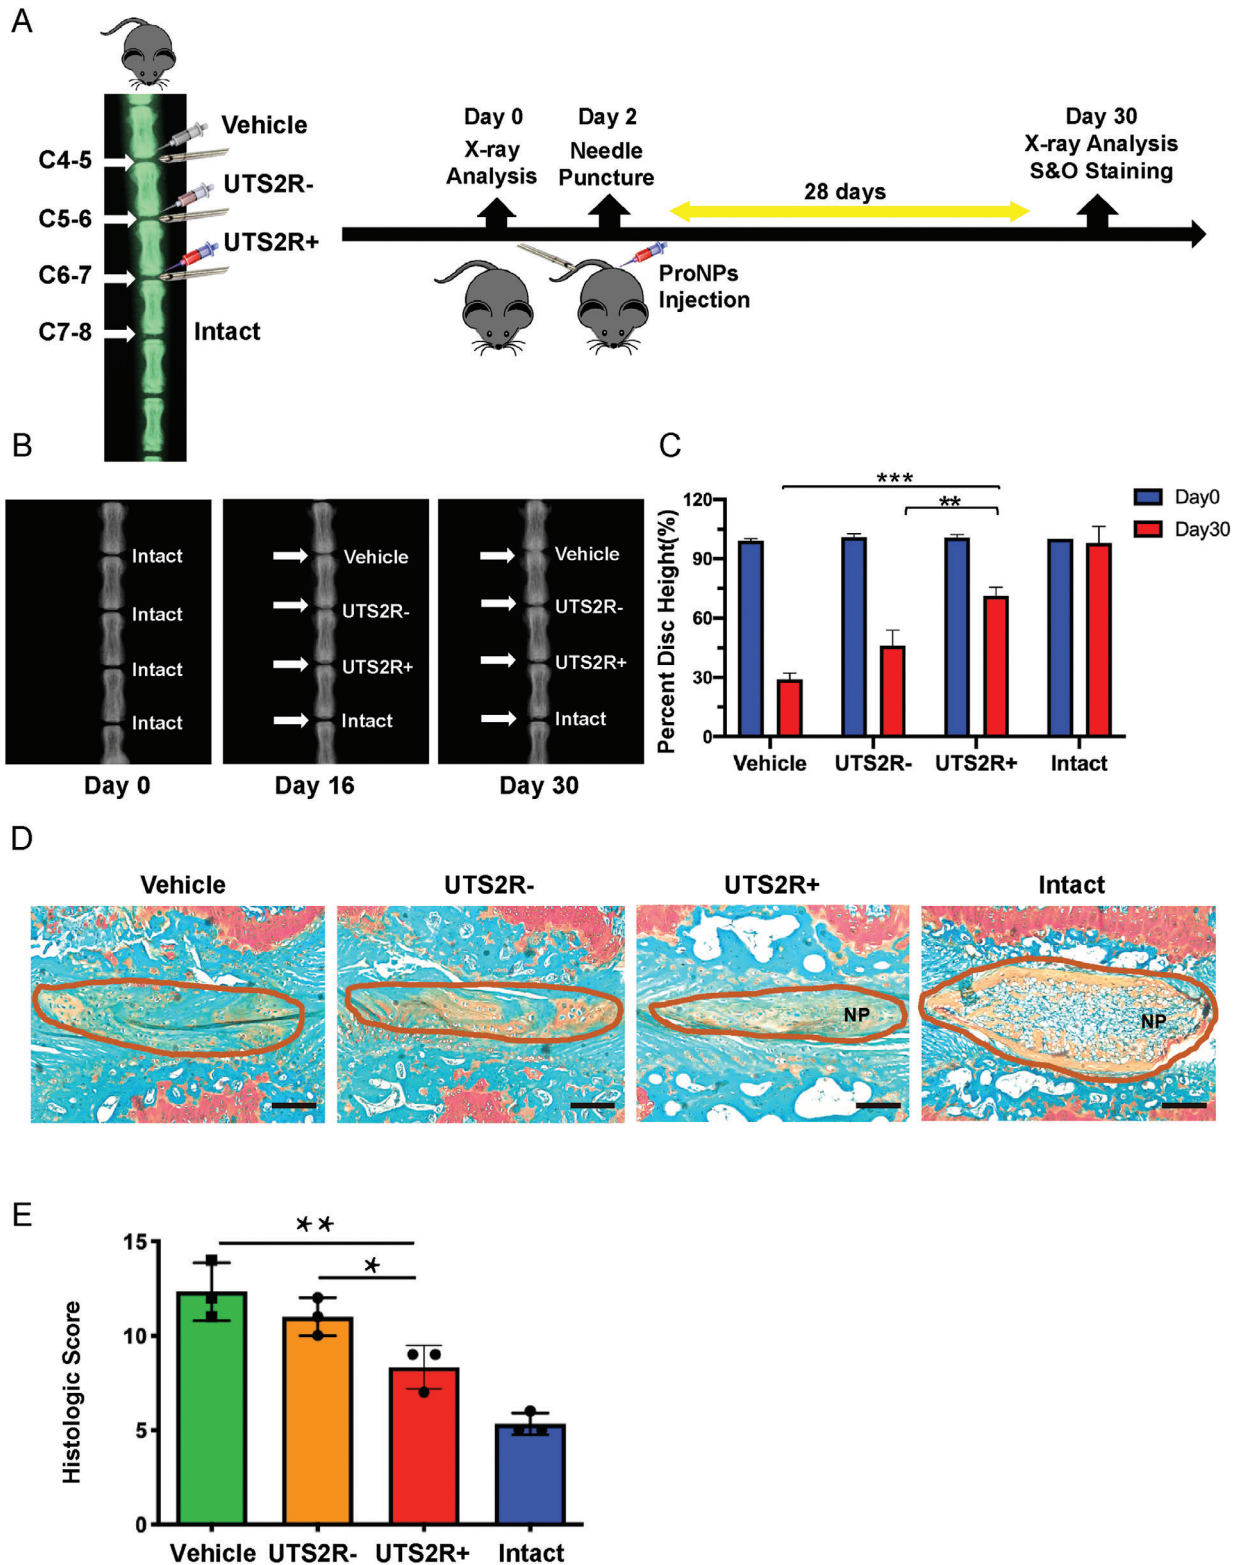 A
Vehicle
C4-5
UTS2R-
C5-6
UTS2R+
C6-7
C7-8
Intact
Day 0
X-ray
Analysis
Day 2
Needle
Puncture
28 days
Day 30
X-ray Analysis
S&O Staining
ProNPs
Injection
B
Intact
Intact
Intact
Intact
Day 0
Vehicle
UTS2R-
UTS2R+
Intact
Day 16
Vehicle
UTS2R-
UTS2R+
Intact
Day 30
C
Percent Disc Height(%)
120
90
60
30
0
***
**
Day0
Day30
Vehicle
UTS2R-
UTS2R+
Intact
D
Vehicle
UTS2R-
UTS2R+
Intact
NP
NP
E
Histologic Score
15
10
5
0
**
*
Vehicle
UTS2R-
UTS2R+
Intact